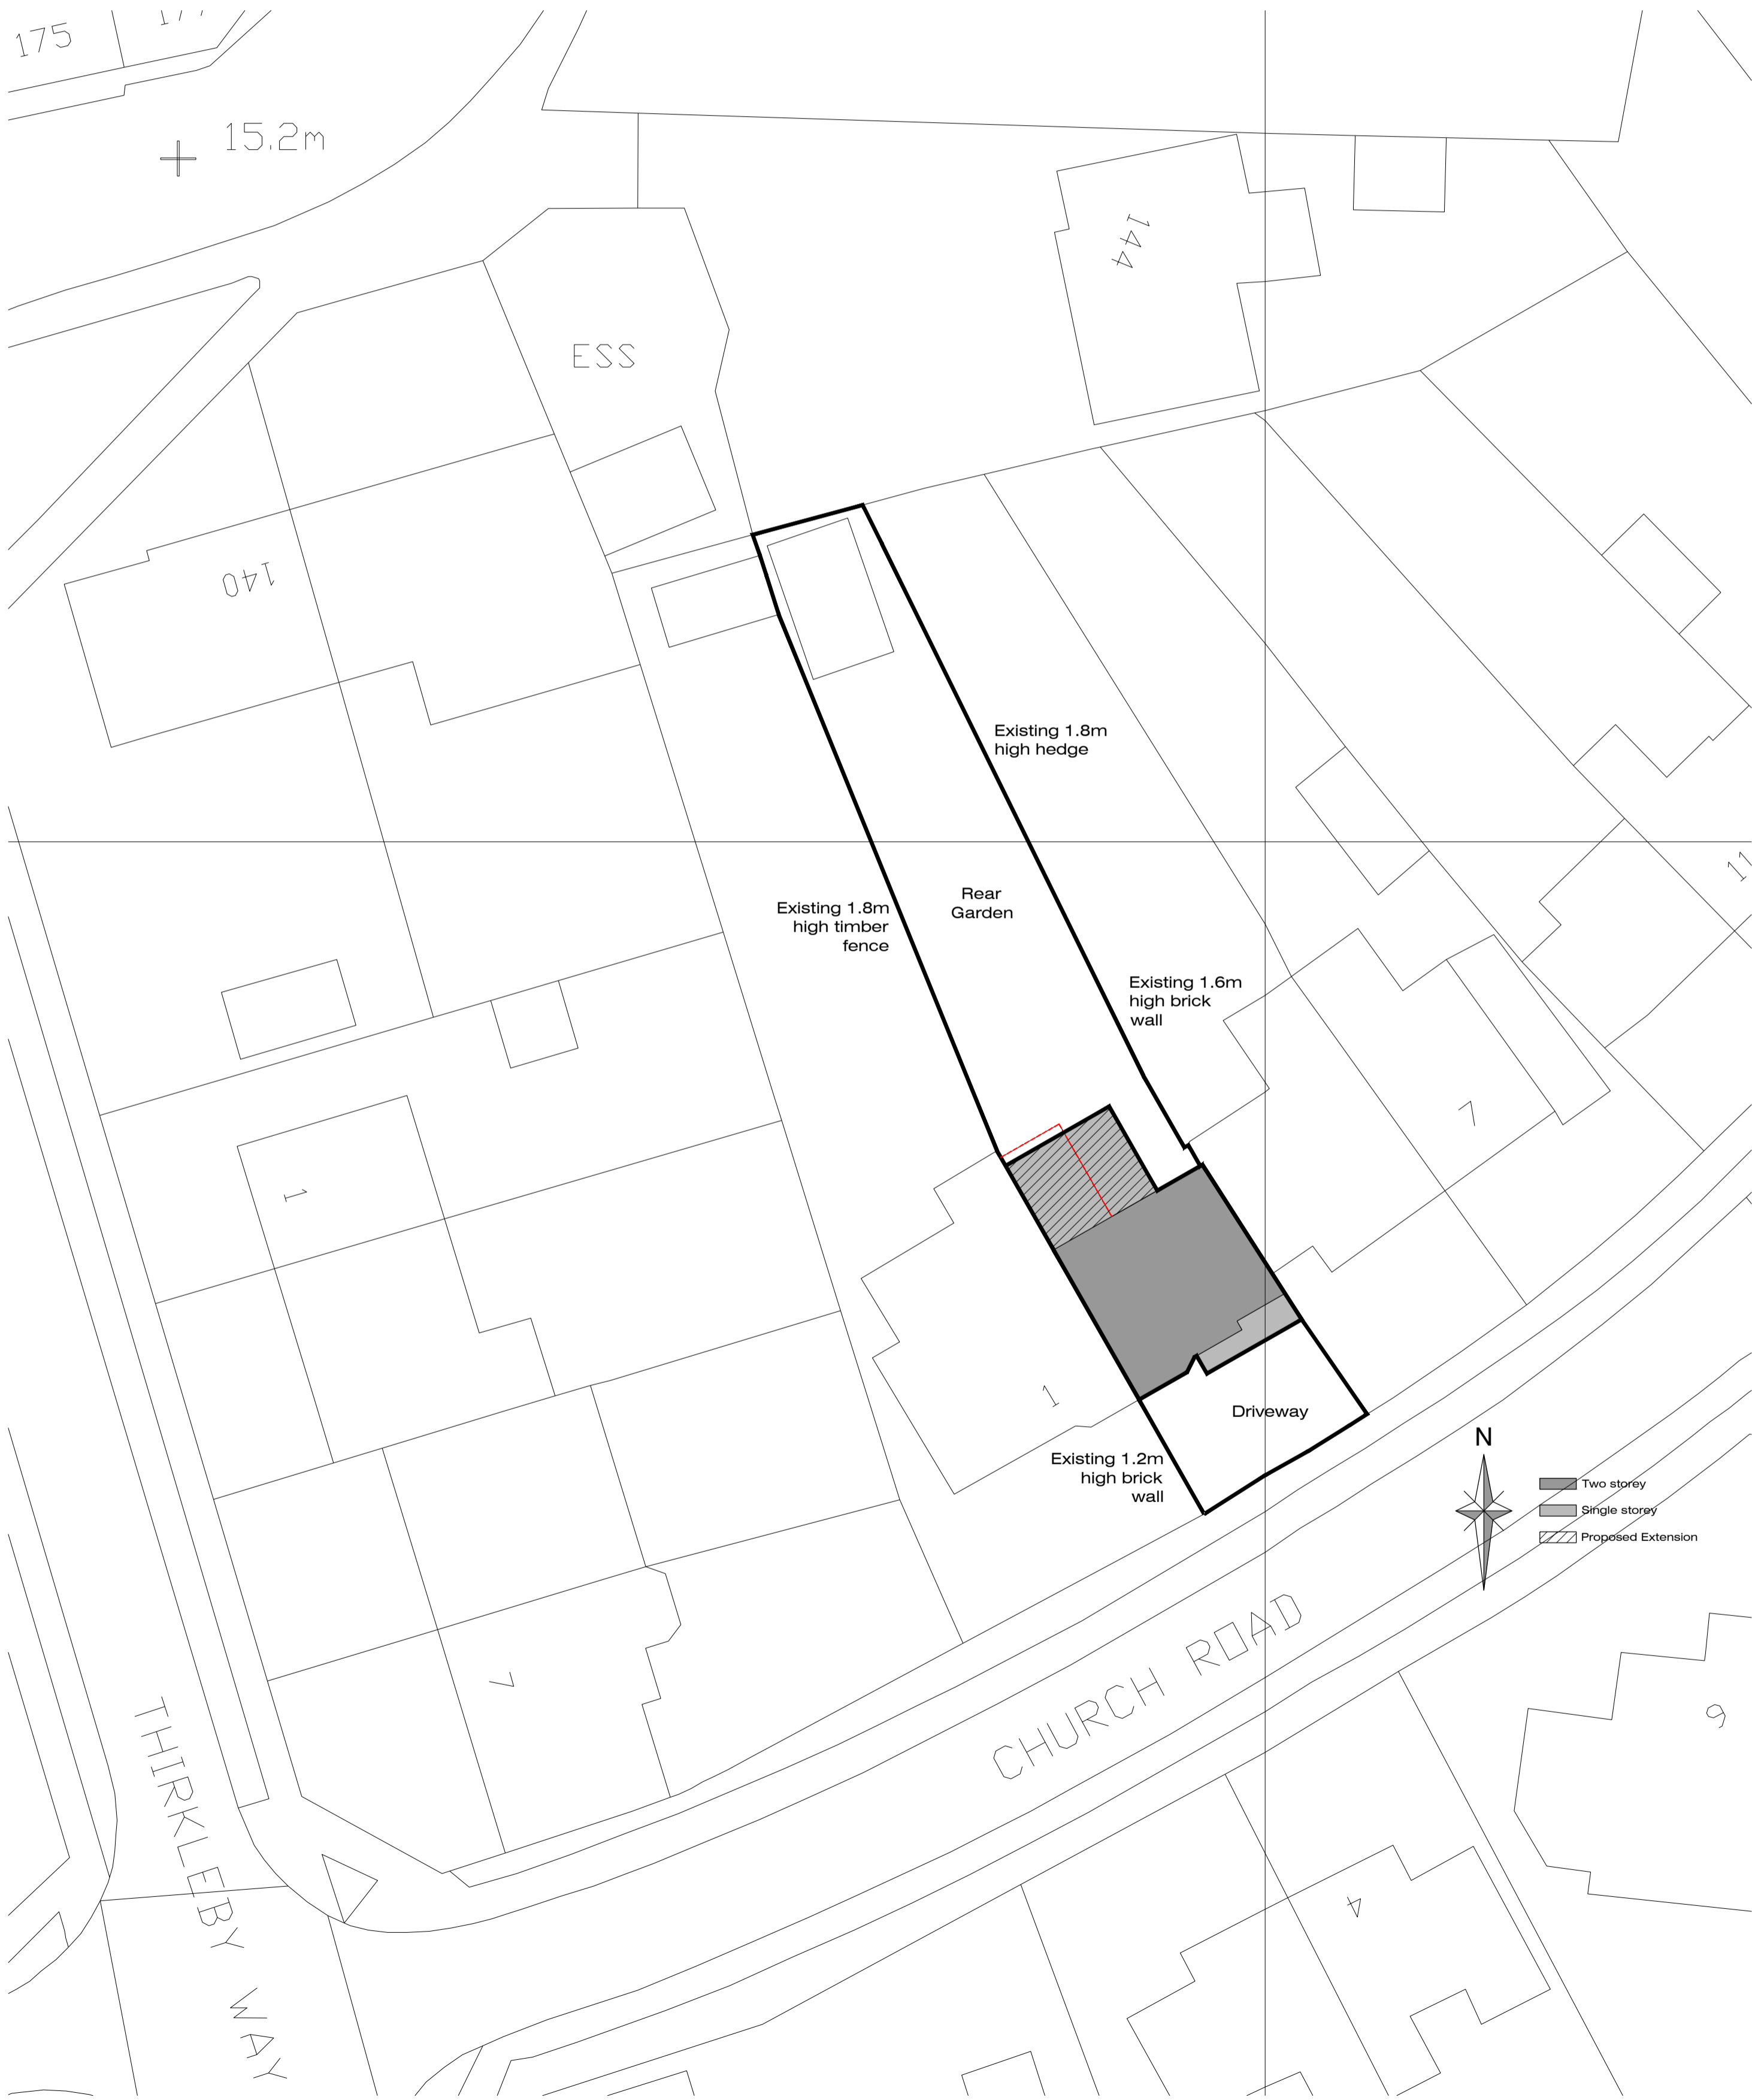 175
15.2m
144
ESS
140
Existing 1.8m
high hedge
11
Existing 1.8m
high timber
fence
Rear
Garden
Existing 1.6m
high brick
wall
7
1
1
Driveway
Existing 1.2m
high brick
wall
N
Two storey
Single storey
Proposed Extension
CHURCH ROAD
7
9
4
THIRKLEBY WAY